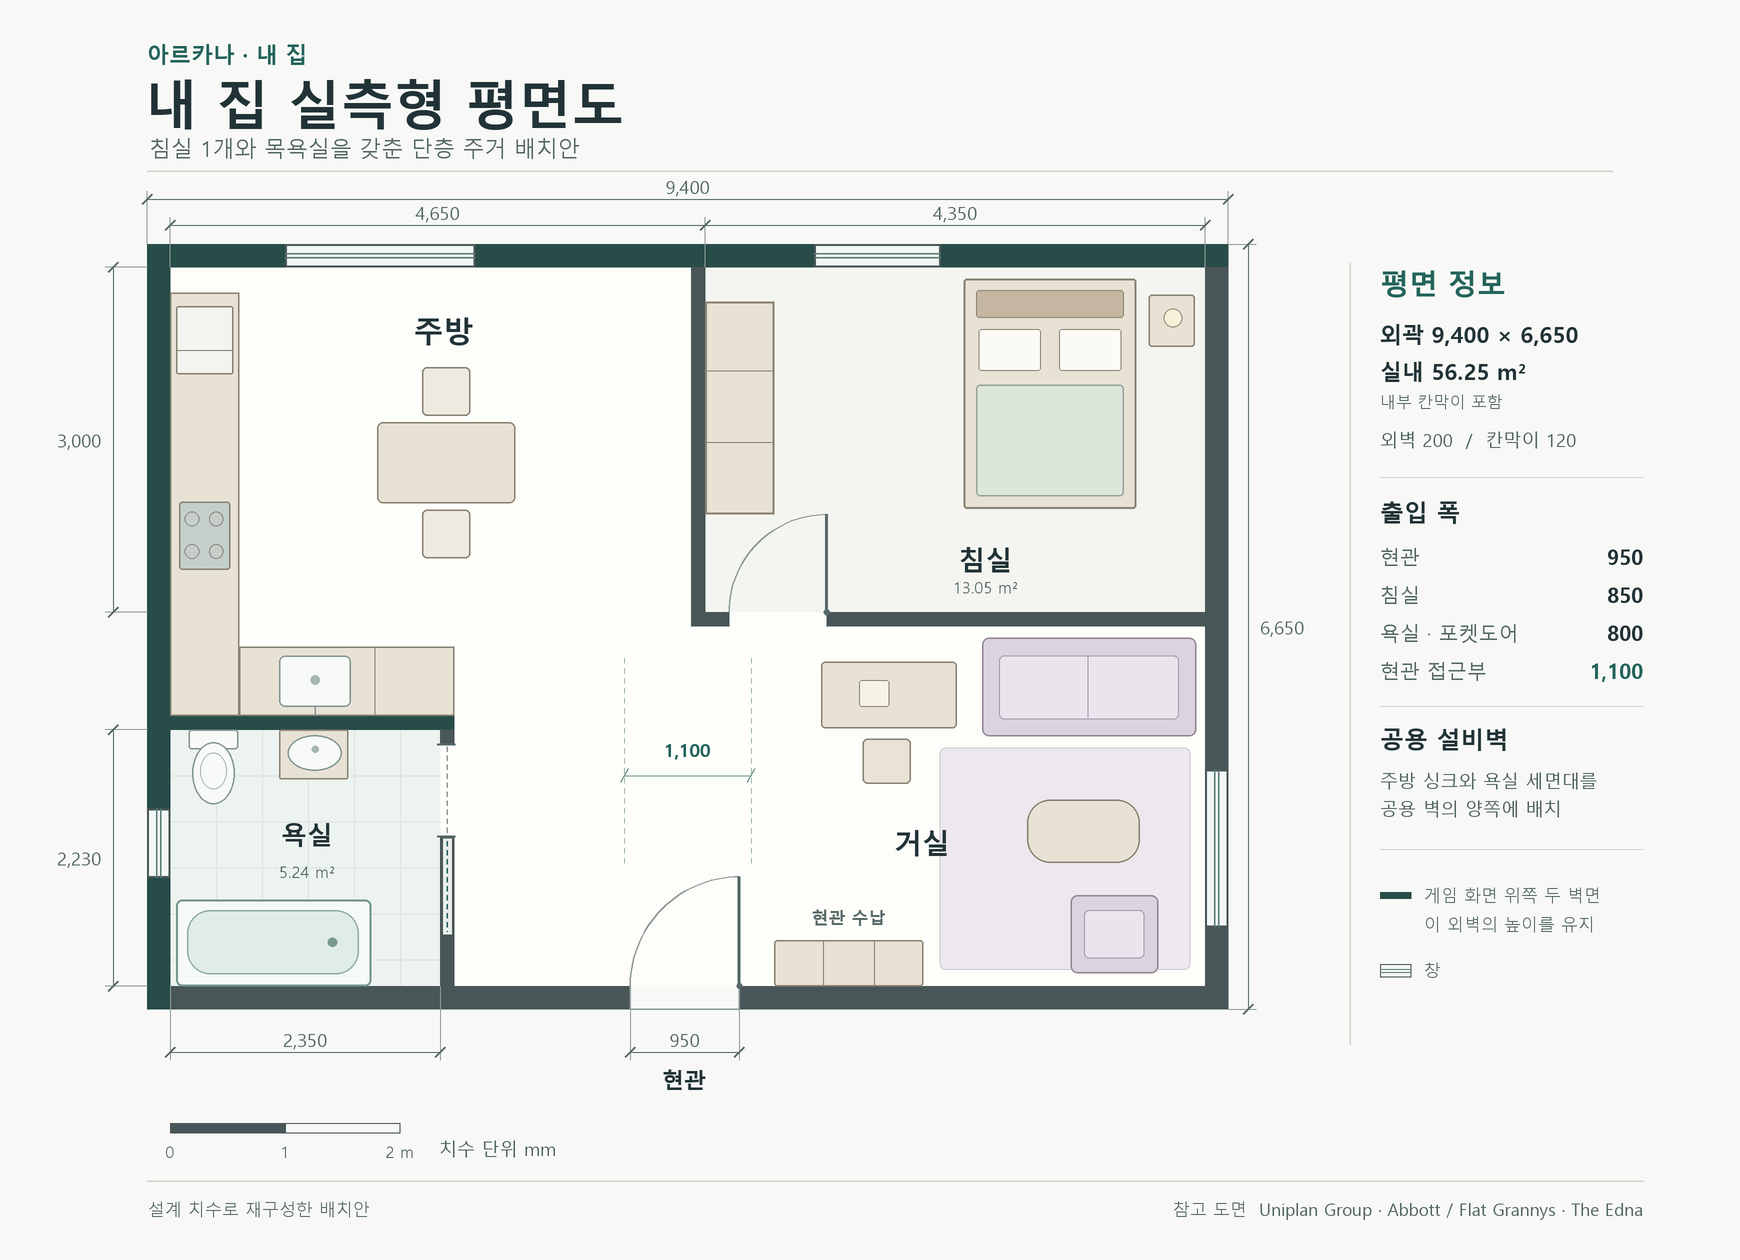 아르카나 · 내 집
내 집 실측형 평면도
침실 1개와 목욕실을 갖춘 단층 주거 배치안
9,400
4,650
4,350
3,000
2,230
6,650
주방
침실
13.05 m²
1,100
욕실
5.24 m²
거실
현관 수납
2,350
950
현관
0
1
2 m
치수 단위 mm
평면 정보
외곽 9,400 × 6,650
실내 56.25 m²
내부 칸막이 포함
외벽 200 / 칸막이 120
출입 폭
현관 950
침실 850
욕실 · 포켓도어 800
현관 접근부 1,100
공용 설비벽
주방 싱크와 욕실 세면대를
공용 벽의 양쪽에 배치
게임 화면 위쪽 두 벽면
이 외벽의 높이를 유지
창
설계 치수로 재구성한 배치안
참고 도면 Uniplan Group · Abbott / Flat Grannys · The Edna